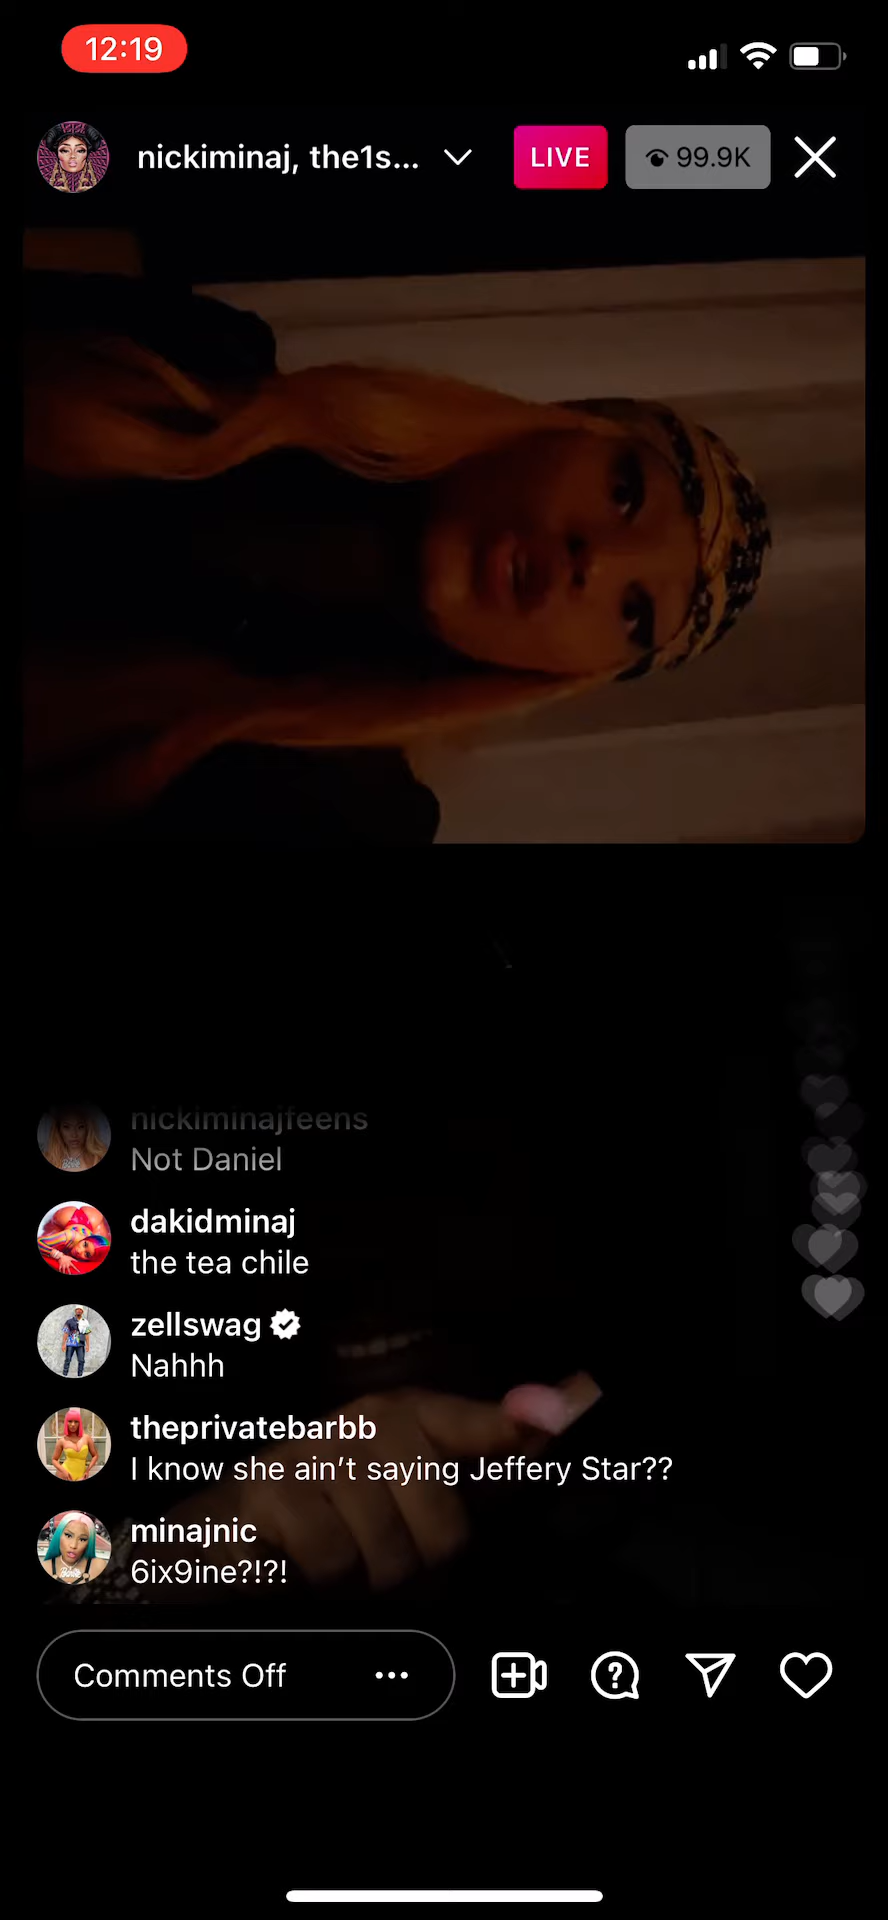 12:19
nickiminaj, the1s...
LIVE
99.9K
nickiminajfeens
Not Daniel
dakidminaj
the tea chile
zellswag
Nahhh
theprivatebarbb
I know she ain't saying Jeffery Star??
minajnic
6ix9ine?!?!
Comments Off